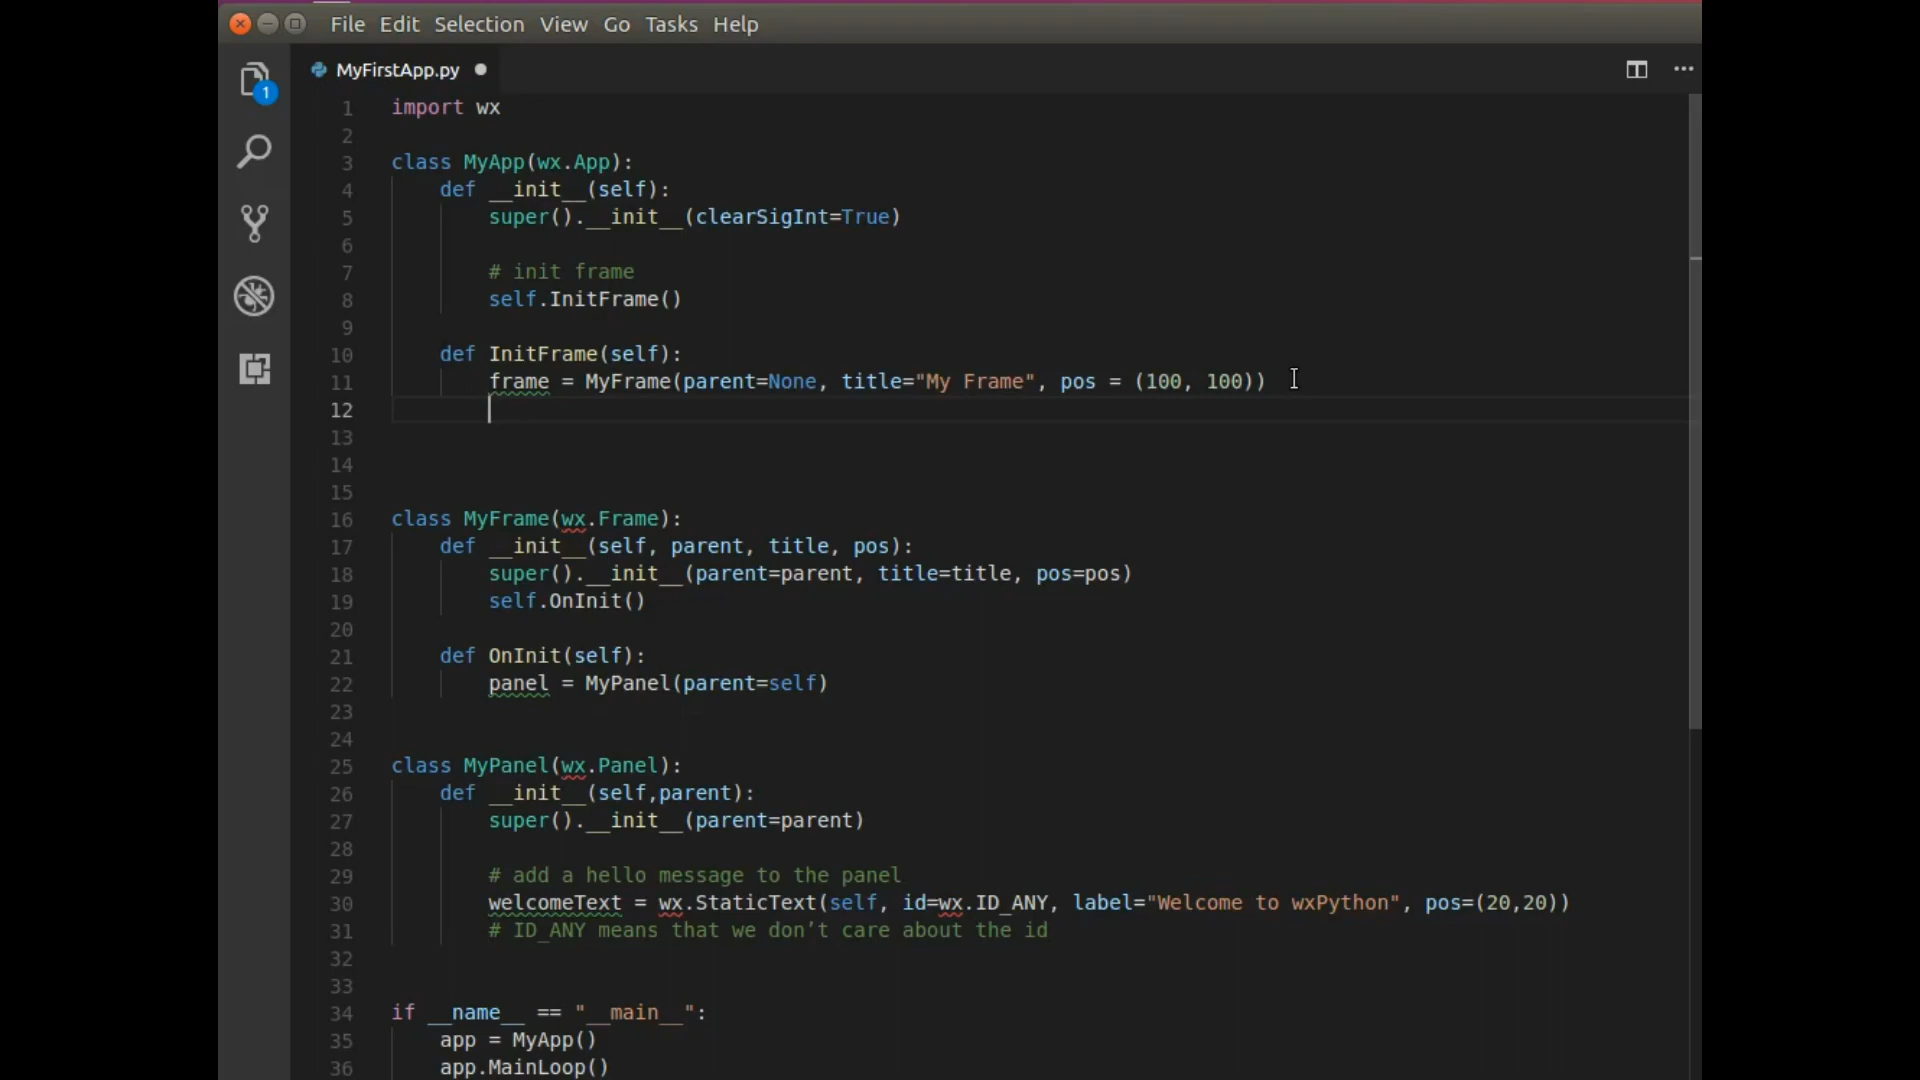 File Edit Selection View Go Tasks Help
MyFirstApp.py
1
1 import wx
2
3 class MyApp(wx.App):
4     def __init__(self):
5         super().__init__(clearSigInt=True)
6
7         # init frame
8         self.InitFrame()
9
10     def InitFrame(self):
11         frame = MyFrame(parent=None, title="My Frame", pos = (100, 100))
12
13
14
15
16 class MyFrame(wx.Frame):
17     def __init__(self, parent, title, pos):
18         super().__init__(parent=parent, title=title, pos=pos)
19         self.OnInit()
20
21     def OnInit(self):
22         panel = MyPanel(parent=self)
23
24
25 class MyPanel(wx.Panel):
26     def __init__(self,parent):
27         super().__init__(parent=parent)
28
29         # add a hello message to the panel
30         welcomeText = wx.StaticText(self, id=wx.ID_ANY, label="Welcome to wxPython", pos=(20,20))
31         # ID_ANY means that we don’t care about the id
32
33
34 if __name__ == "__main__":
35     app = MyApp()
36     app.MainLoop()